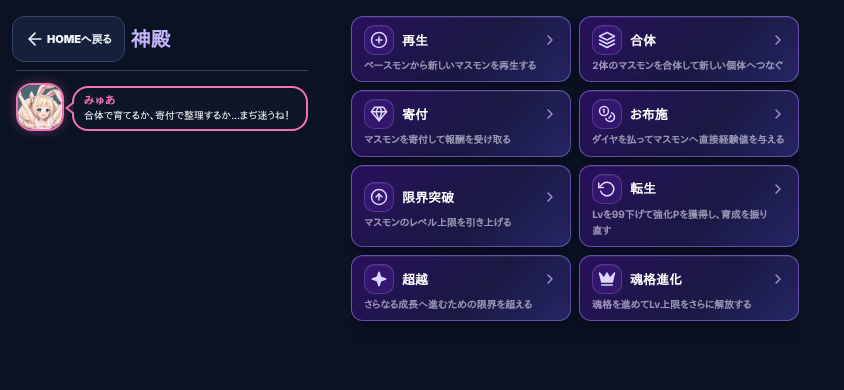 HOMEへ戻る
神殿
みゅあ
合体で育てるか、寄付で整理するか…まぢ迷うね!
再生
ベースモンから新しいマスモンを再生する
合体
2体のマスモンを合体して新しい個体へつなぐ
寄付
マスモンを寄付して報酬を受け取る
お布施
ダイヤを払ってマスモンへ直接経験値を与える
限界突破
マスモンのレベル上限を引き上げる
転生
Lvを99下げて強化Pを獲得し、育成を振り
直す
超越
さらなる成長へ進むための限界を超える
魂格進化
魂格を進めてLv上限をさらに解放する